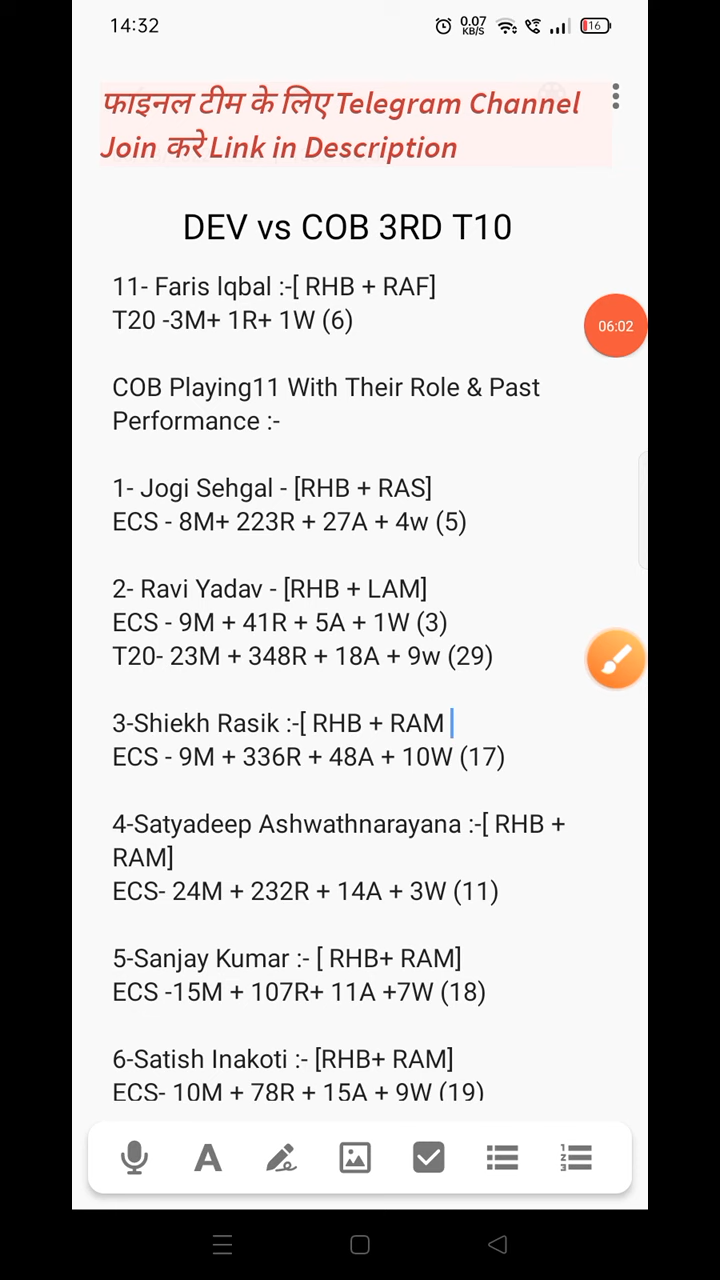 14:32
0.07
KB/S
16
फाइनल टीम के लिए Telegram Channel
Join करे Link in Description
DEV vs COB 3RD T10
11- Faris Iqbal :-[ RHB + RAF]
T20 -3M+ 1R+ 1W (6)
06:02
COB Playing11 With Their Role & Past
Performance :-
1- Jogi Sehgal - [RHB + RAS]
ECS - 8M+ 223R + 27A + 4w (5)
2- Ravi Yadav - [RHB + LAM]
ECS - 9M + 41R + 5A + 1W (3)
T20- 23M + 348R + 18A + 9w (29)
3-Shiekh Rasik :-[ RHB + RAM
ECS - 9M + 336R + 48A + 10W (17)
4-Satyadeep Ashwathnarayana :-[ RHB +
RAM]
ECS- 24M + 232R + 14A + 3W (11)
5-Sanjay Kumar :- [ RHB+ RAM]
ECS -15M + 107R+ 11A +7W (18)
6-Satish Inakoti :- [RHB+ RAM]
ECS- 10M + 78R + 15A + 9W (19)